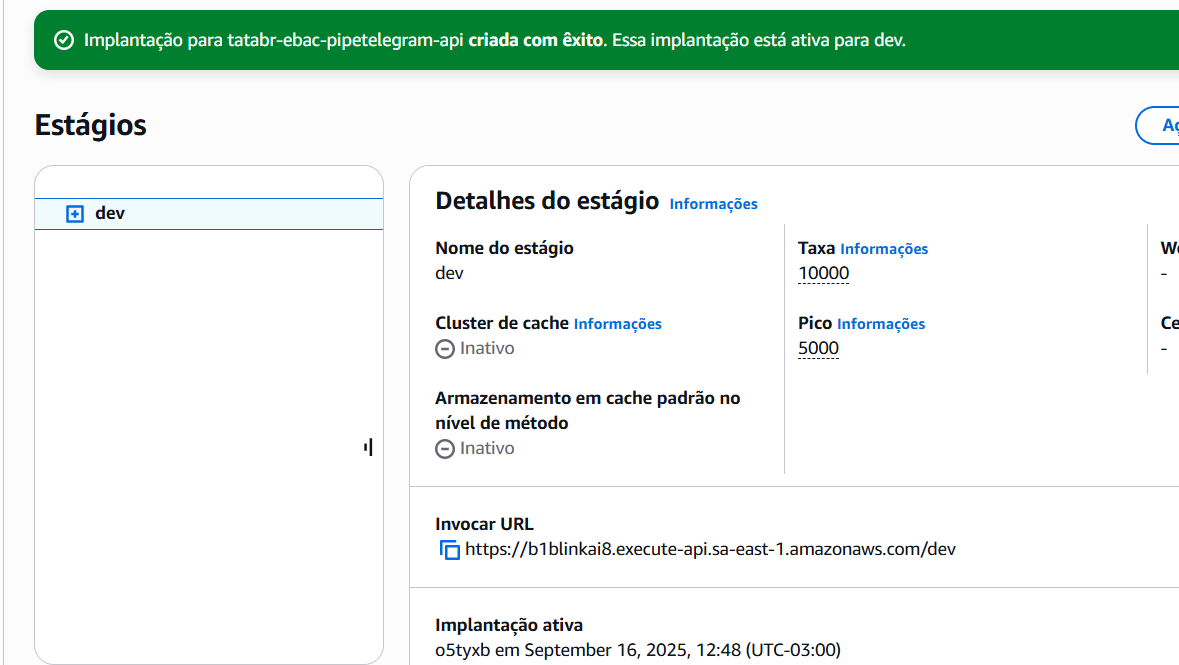 Implantação para tatabr-ebac-pipetelegram-api criada com êxito. Essa implantação está ativa para dev.
Estágios
dev
Detalhes do estágio Informações
Nome do estágio
dev
Cluster de cache Informações
Inativo
Armazenamento em cache padrão no
nível de método
Inativo
Taxa Informações
10000
Pico Informações
5000
-
-
Invocar URL
https://b1blinkai8.execute-api.sa-east-1.amazonaws.com/dev
Implantação ativa
o5tyxb em September 16, 2025, 12:48 (UTC-03:00)